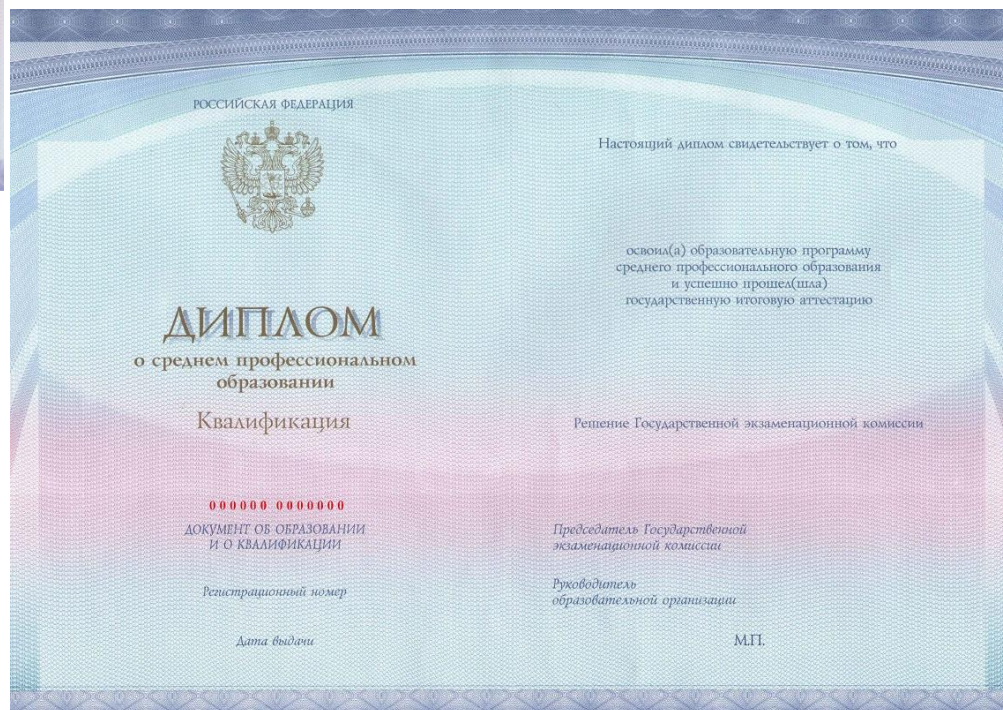 РОССИЙСКАЯ ФЕДЕРАЦИЯ
ДИПЛОМ
о среднем профессиональном
образовании
Квалификация
000000 0000000
ДОКУМЕНТ ОБ ОБРАЗОВАНИИ
И О КВАЛИФИКАЦИИ
Регистрационный номер
Дата выдачи
Настоящий диплом свидетельствует о том, что
освоил(а) образовательную программу
среднего профессионального образования
и успешно прошел(шла)
государственную итоговую аттестацию
Решение Государственной экзаменационной комиссии
Председатель Государственной
экзаменационной комиссии
Руководитель
образовательной организации
М.П.